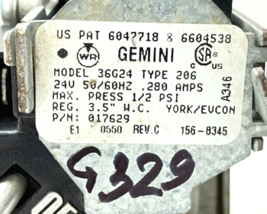 US PAT 6047718 & 6604538
GEMINI
WR
C US
MODEL 36G24 TYPE 206
24V 50/60HZ .280 AMPS
MAX. PRESS 1/2 PSI
REG. 3.5" W.C. YORK/EVCON
P/N: 017629
A346
E1 0550 REV.C 156-8345
G329